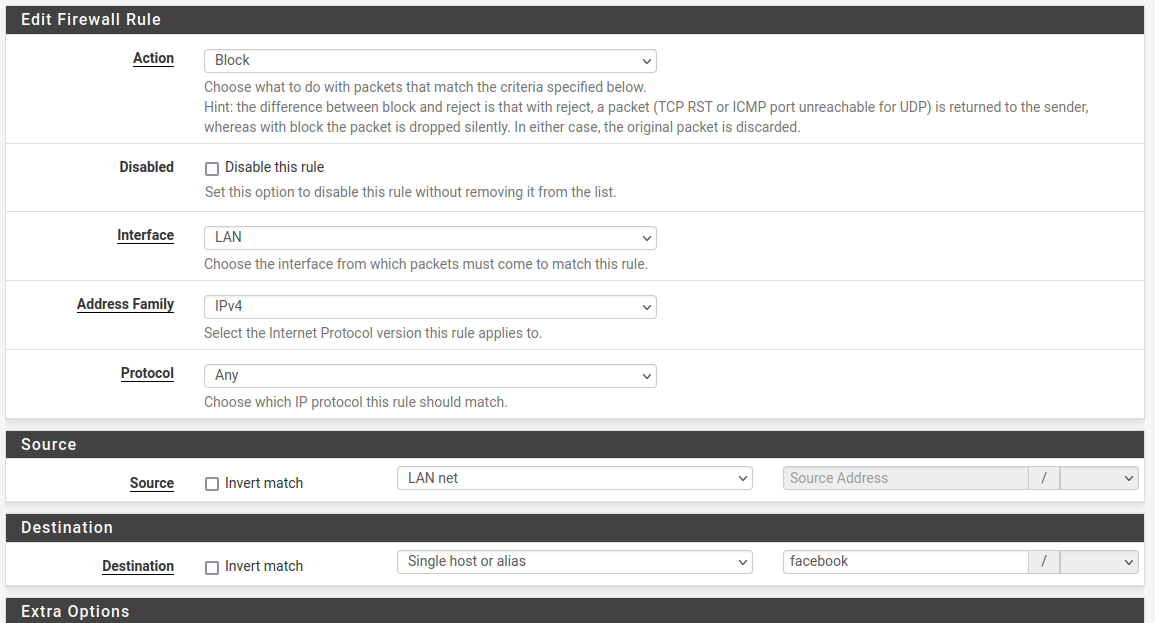 Edit Firewall Rule
Action
Block
Choose what to do with packets that match the criteria specified below.
Hint: the difference between block and reject is that with reject, a packet (TCP RST or ICMP port unreachable for UDP) is returned to the sender,
whereas with block the packet is dropped silently. In either case, the original packet is discarded.
Disabled
Disable this rule
Set this option to disable this rule without removing it from the list.
Interface
LAN
Choose the interface from which packets must come to match this rule.
Address Family
IPv4
Select the Internet Protocol version this rule applies to.
Protocol
Any
Choose which IP protocol this rule should match.
Source
Source Invert match LAN net Source Address /
Destination
Destination Invert match Single host or alias facebook /
Extra Options